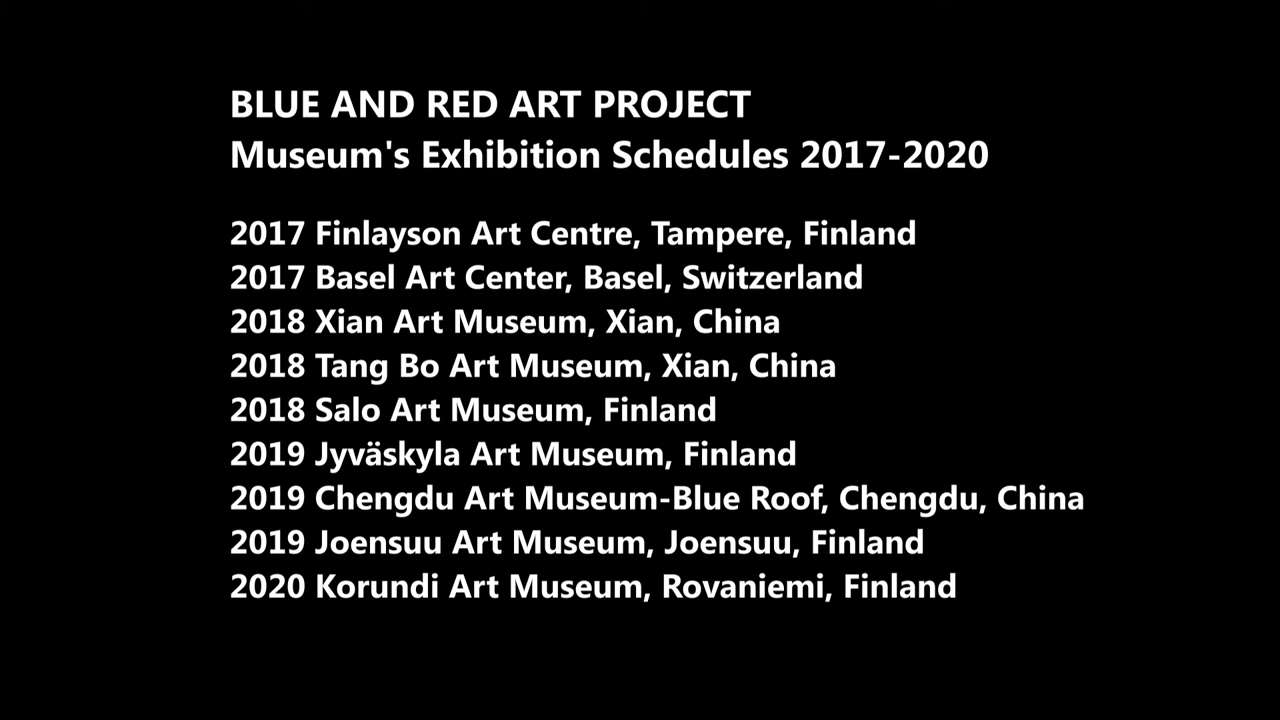 BLUE AND RED ART PROJECT
Museum's Exhibition Schedules 2017-2020
2017 Finlayson Art Centre, Tampere, Finland
2017 Basel Art Center, Basel, Switzerland
2018 Xian Art Museum, Xian, China
2018 Tang Bo Art Museum, Xian, China
2018 Salo Art Museum, Finland
2019 Jyväskyla Art Museum, Finland
2019 Chengdu Art Museum-Blue Roof, Chengdu, China
2019 Joensuu Art Museum, Joensuu, Finland
2020 Korundi Art Museum, Rovaniemi, Finland